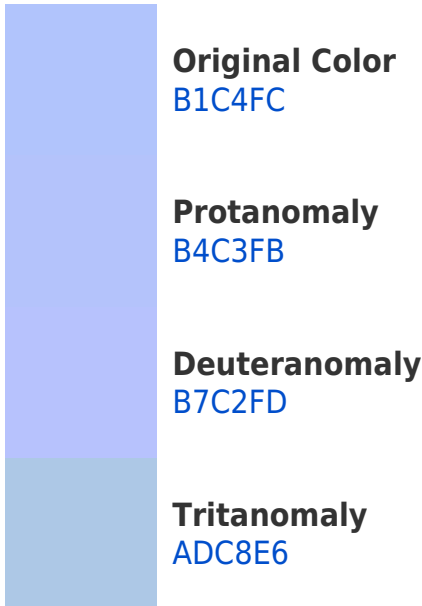 Original Color
B1C4FC
Protanomaly
B4C3FB
Deuteranomaly
B7C2FD
Tritanomaly
ADC8E6